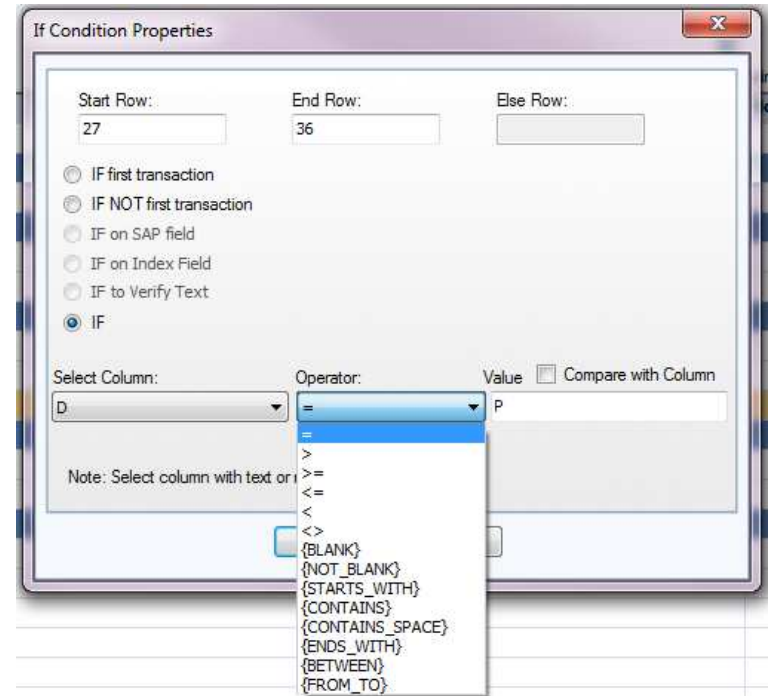 If Condition Properties
Start Row: End Row: Else Row:
27 36
IF first transaction
IF NOT first transaction
IF on SAP field
IF on Index Field
IF to Verify Text
IF
Select Column: Operator: Value Compare with Column
D = P
=
>
Note: Select column with text or
>=
<=
<
<>
{BLANK}
{NOT_BLANK}
{STARTS_WITH}
{CONTAINS}
{CONTAINS_SPACE}
{ENDS_WITH}
{BETWEEN}
{FROM_TO}